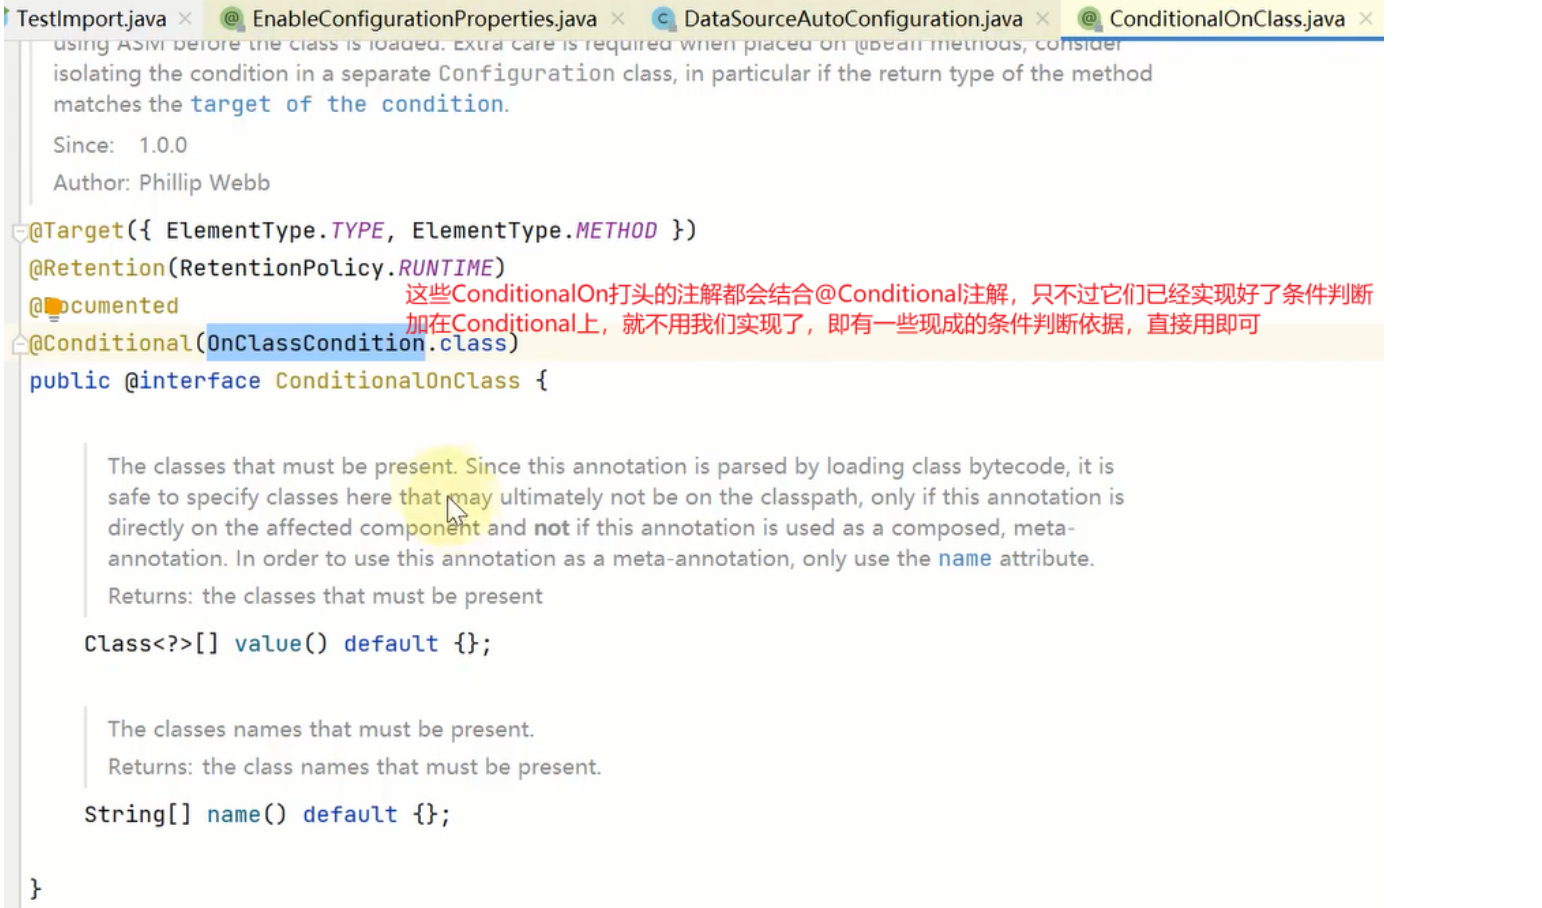 TestImport.java
EnableConfigurationProperties.java
DataSourceAutoConfiguration.java
ConditionalOnClass.java
using ASM before the class is loaded. Extra care is required when placed on @Bean methods, consider
isolating the condition in a separate Configuration class, in particular if the return type of the method
matches the target of the condition.
Since: 1.0.0
Author: Phillip Webb
@Target({ ElementType.TYPE, ElementType.METHOD })
@Retention(RetentionPolicy.RUNTIME)
这些ConditionalOn打头的注解都会结合@Conditional注解，只不过它们已经实现好了条件判断
@Documented
加在Conditional上，就不用我们实现了，即有一些现成的条件判断依据，直接用即可
@Conditional(OnClassCondition.class)
public @interface ConditionalOnClass {
The classes that must be present. Since this annotation is parsed by loading class bytecode, it is
safe to specify classes here that may ultimately not be on the classpath, only if this annotation is
directly on the affected component and not if this annotation is used as a composed, meta-
annotation. In order to use this annotation as a meta-annotation, only use the name attribute.
Returns: the classes that must be present
Class<?>[] value() default {};
The classes names that must be present.
Returns: the class names that must be present.
String[] name() default {};
}